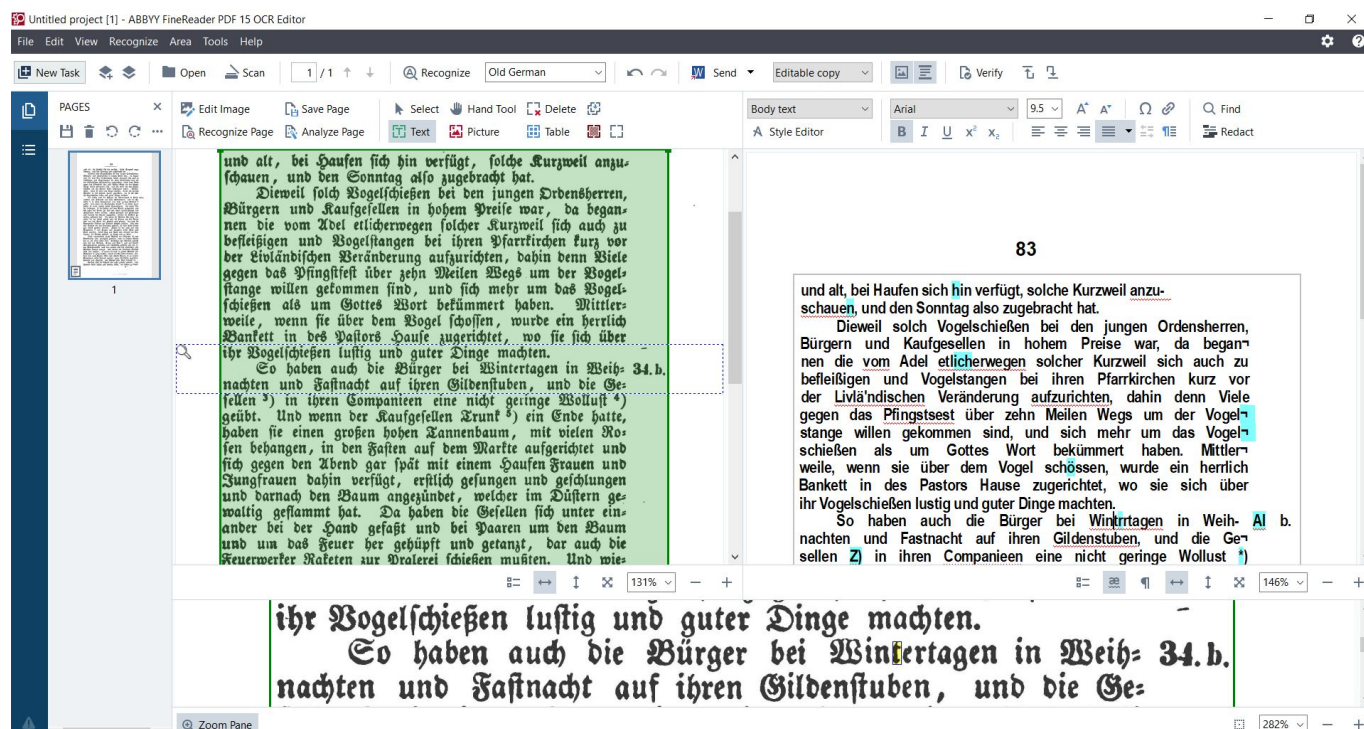 Untitled project [1] - ABBYY FineReader PDF 15 OCR Editor
File Edit View Recognize Area Tools Help
New Task Open Scan 1 / 1 Recognize Old German Send Editable copy Verify
PAGES
1
Edit Image Save Page Select Hand Tool Delete
Recognize Page Analyze Page Text Picture Table
Body text Arial 9.5 A A Ω Find
A Style Editor B I U x² x₂ Redact
und alt, bei Haufen ſich hin verfügt, ſolche Kurzweil anzu⸗
ſchauen, und den Sonntag alſo zugebracht hat.
Dieweil ſolch Vogelſchießen bei den jungen Ordensherren,
Bürgern und Kaufgeſellen in hohem Preiſe war, da began⸗
nen die vom Adel etlicherwegen ſolcher Kurzweil ſich auch zu
befleißigen und Vogelſtangen bei ihren Pfarrkirchen kurz vor
der Livländiſchen Veränderung aufzurichten, dahin denn Viele
gegen das Pfingſtfeſt über zehn Meilen Wegs um der Vogel⸗
ſtange willen gekommen ſind, und ſich mehr um das Vogel⸗
ſchießen als um Gottes Wort bekümmert haben. Mittler⸗
weile, wenn ſie über dem Vogel ſchoſſen, wurde ein herrlich
Bankett in des Paſtors Hauſe zugerichtet, wo ſie ſich über
ihr Vogelſchießen luſtig und guter Dinge machten.
So haben auch die Bürger bei Wintertagen in Weih⸗ 34. b.
nachten und Faſtnacht auf ihren Gildenſtuben, und die Ge⸗
ſellen ³) in ihren Companieen eine nicht geringe Wolluſt ⁴)
geübt. Und wenn der Kaufgeſellen Trunk ⁵) ein Ende hatte,
haben ſie einen großen hohen Tannenbaum, mit vielen Ro⸗
ſen behangen, in den Faſten auf dem Markte aufgerichtet und
ſich gegen den Abend gar ſpät mit einem Haufen Frauen und
Jungfrauen dahin verfügt, erſtlich geſungen und geſchlungen
und darnach den Baum angezündet, welcher im Düſtern ge⸗
waltig geflammt hat. Da haben die Geſellen ſich unter ein⸗
ander bei der Hand gefaßt und bei Paaren um den Baum
und um das Feuer her gehüpft und getanzt, dar auch die
Feuerwerker Raketen zur Pralerei ſchießen mußten. Und wie⸗
131%
83
und alt, bei Haufen sich hin verfügt, solche Kurzweil anzu-
schauen, und den Sonntag also zugebracht hat.
Dieweil solch Vogelschießen bei den jungen Ordensherren,
Bürgern und Kaufgesellen in hohem Preise war, da began¬
nen die vom Adel etlicherwegen solcher Kurzweil sich auch zu
befleißigen und Vogelstangen bei ihren Pfarrkirchen kurz vor
der Livlä'ndischen Veränderung aufzurichten, dahin denn Viele
gegen das Pfingstsest über zehn Meilen Wegs um der Vogel¬
stange willen gekommen sind, und sich mehr um das Vogel¬
schießen als um Gottes Wort bekümmert haben. Mittler¬
weile, wenn sie über dem Vogel schössen, wurde ein herrlich
Bankett in des Pastors Hause zugerichtet, wo sie sich über
ihr Vogelschießen lustig und guter Dinge machten.
So haben auch die Bürger bei Wintrrtagen in Weih- Al b.
nachten und Fastnacht auf ihren Gildenstuben, und die Ge¬
sellen Z) in ihren Companieen eine nicht geringe Wollust *)
146%
ihr Vogelſchießen luſtig und guter Dinge machten.
So haben auch die Bürger bei Wintertagen in Weih⸗ 34. b.
nachten und Faſtnacht auf ihren Gildenſtuben, und die Ge⸗
Zoom Pane
282%